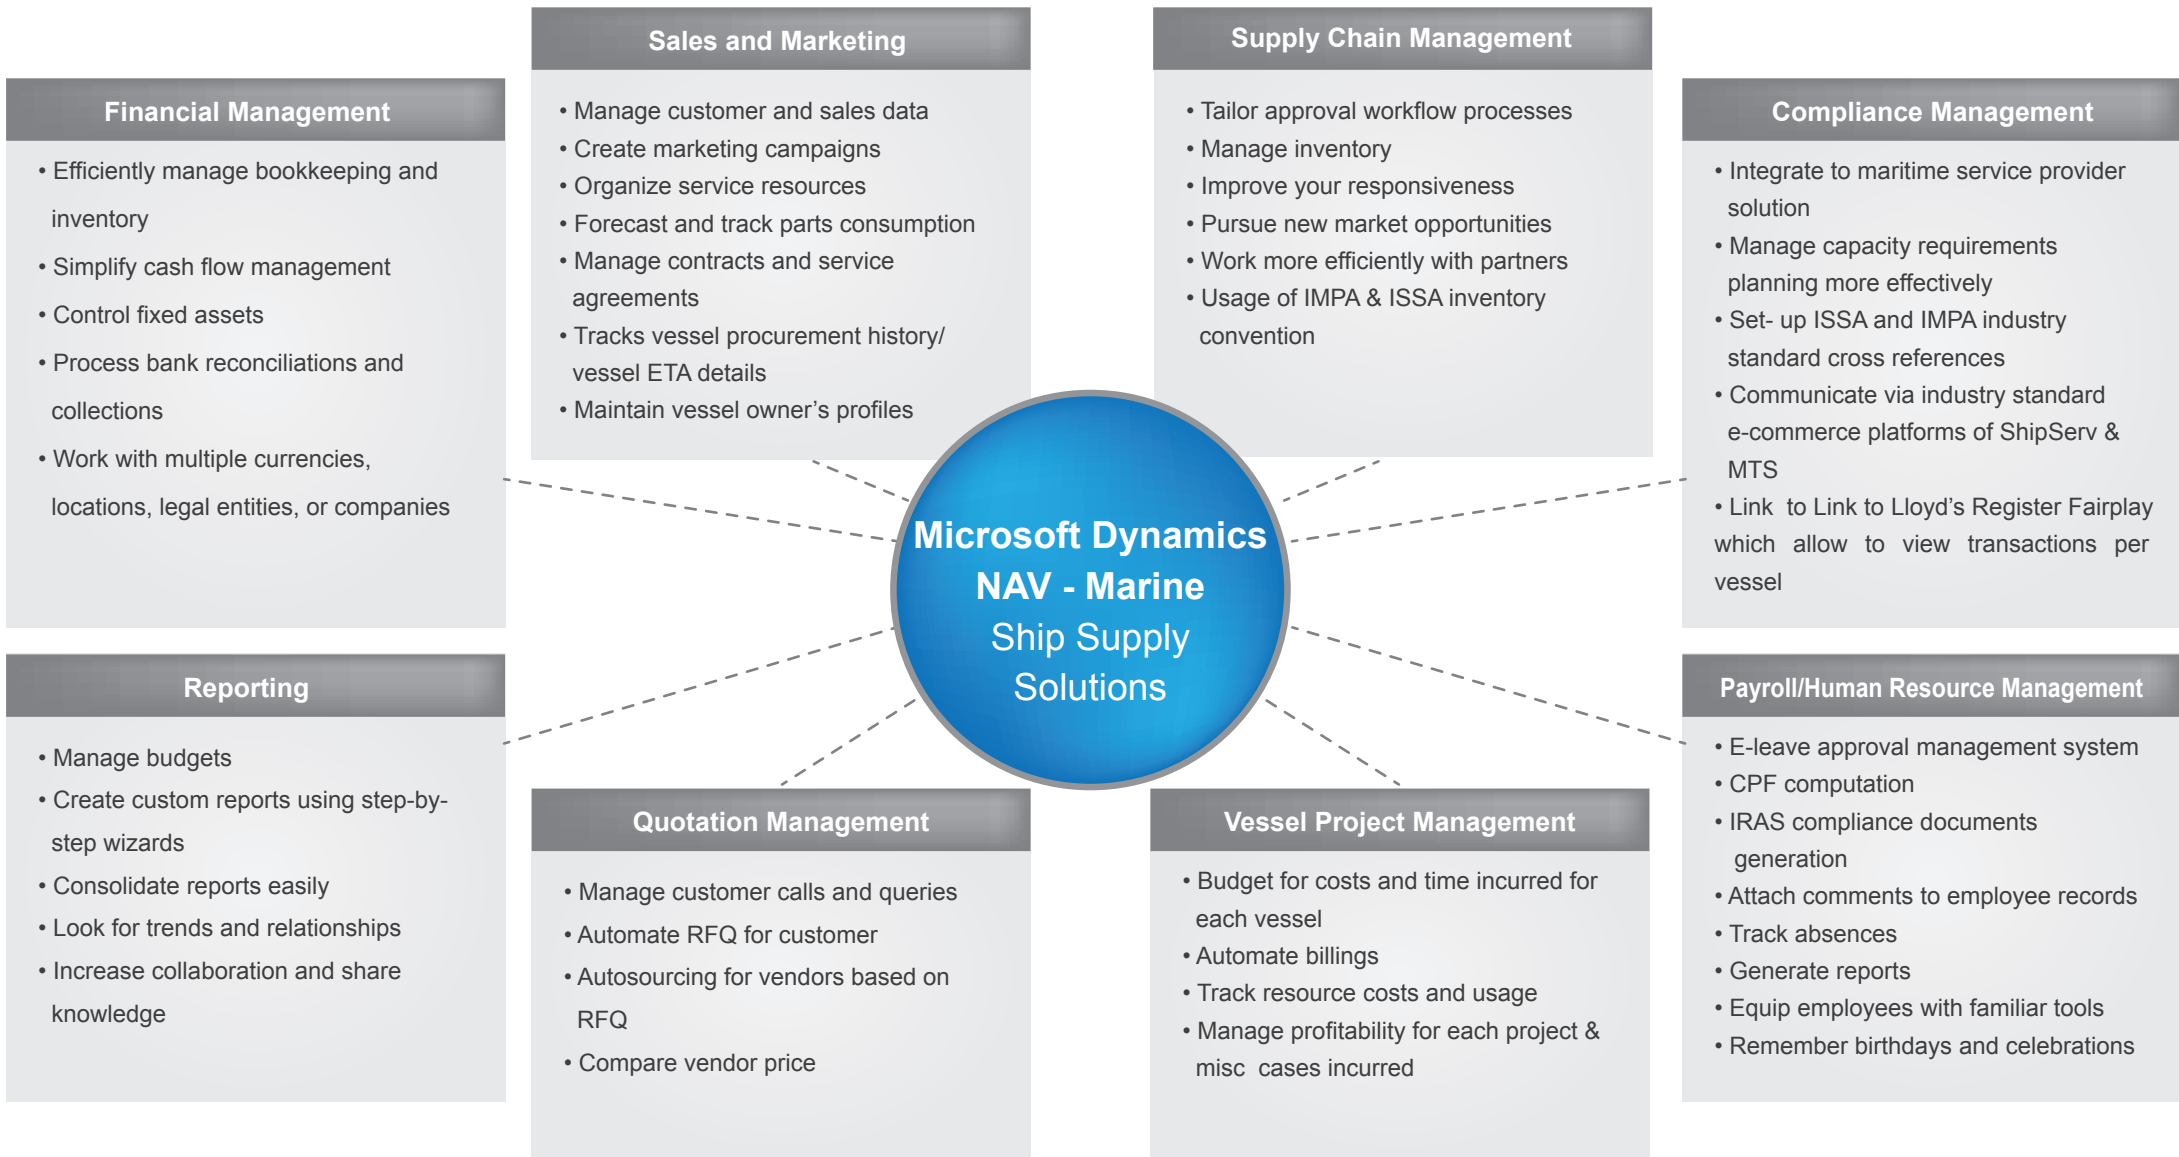 Financial Management
• Efficiently manage bookkeeping and
inventory
• Simplify cash flow management
• Control fixed assets
• Process bank reconciliations and
collections
• Work with multiple currencies,
locations, legal entities, or companies
Sales and Marketing
• Manage customer and sales data
• Create marketing campaigns
• Organize service resources
• Forecast and track parts consumption
• Manage contracts and service
agreements
• Tracks vessel procurement history/
vessel ETA details
• Maintain vessel owner’s profiles
Supply Chain Management
• Tailor approval workflow processes
• Manage inventory
• Improve your responsiveness
• Pursue new market opportunities
• Work more efficiently with partners
• Usage of IMPA & ISSA inventory
convention
Compliance Management
• Integrate to maritime service provider
solution
• Manage capacity requirements
planning more effectively
• Set- up ISSA and IMPA industry
standard cross references
• Communicate via industry standard
e-commerce platforms of ShipServ &
MTS
• Link to Link to Lloyd’s Register Fairplay
which allow to view transactions per
vessel
Microsoft Dynamics
NAV - Marine
Ship Supply
Solutions
Reporting
• Manage budgets
• Create custom reports using step-by-
step wizards
• Consolidate reports easily
• Look for trends and relationships
• Increase collaboration and share
knowledge
Quotation Management
• Manage customer calls and queries
• Automate RFQ for customer
• Autosourcing for vendors based on
RFQ
• Compare vendor price
Vessel Project Management
• Budget for costs and time incurred for
each vessel
• Automate billings
• Track resource costs and usage
• Manage profitability for each project &
misc cases incurred
Payroll/Human Resource Management
• E-leave approval management system
• CPF computation
• IRAS compliance documents
generation
• Attach comments to employee records
• Track absences
• Generate reports
• Equip employees with familiar tools
• Remember birthdays and celebrations